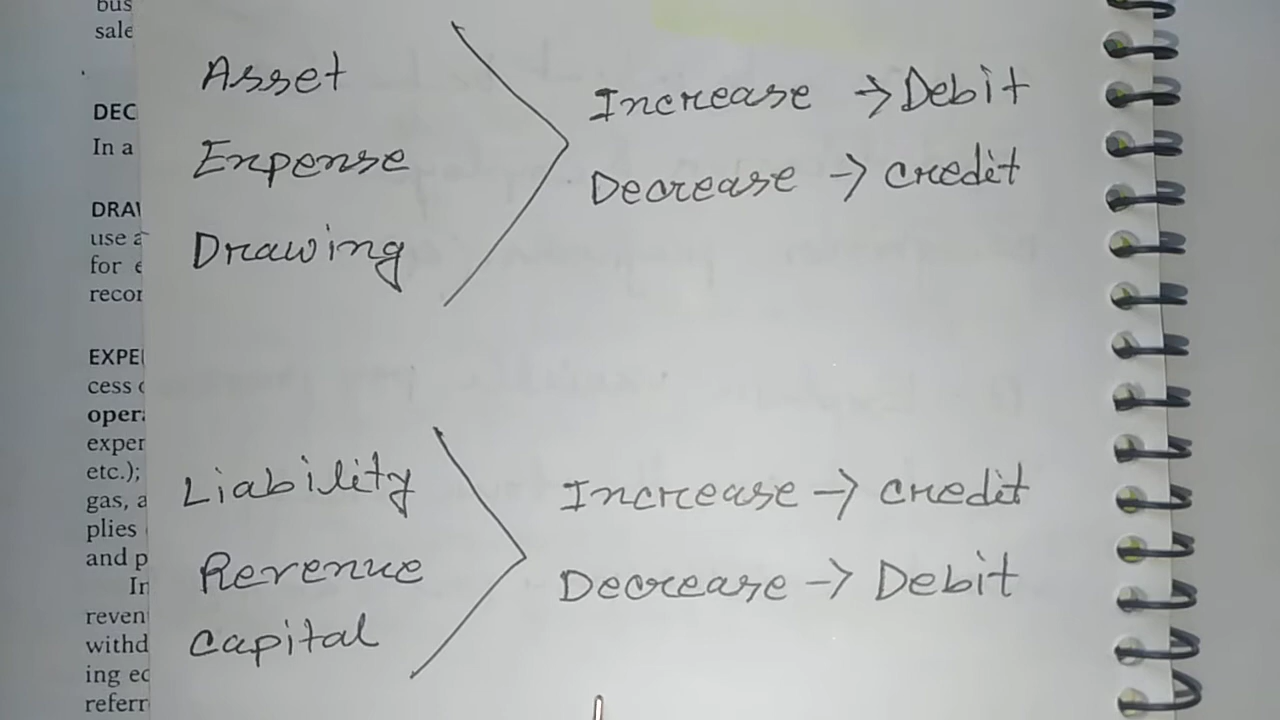 bus
sale
DEC
In a
DRAW
use a
for e
recor
EXPE
cess
oper
exper
etc.);
gas, a
plies
and p
In
reven
withd
ing ec
referr
Asset
Expense
Drawing
Increase → Debit
Decrease → credit
Liability
Revenue
Capital
Increase → credit
Decrease → Debit